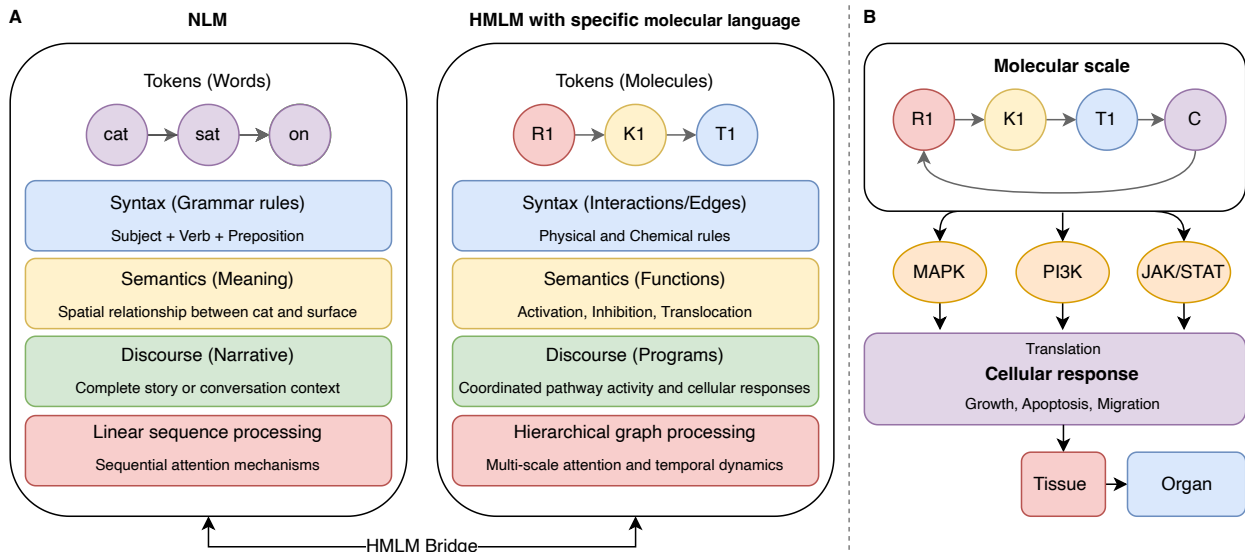 A
NLM
Tokens (Words)
cat
sat
on
Syntax (Grammar rules)
Subject + Verb + Preposition
Semantics (Meaning)
Spatial relationship between cat and surface
Discourse (Narrative)
Complete story or conversation context
Linear sequence processing
Sequential attention mechanisms
HMLM with specific molecular language
Tokens (Molecules)
R1
K1
T1
Syntax (Interactions/Edges)
Physical and Chemical rules
Semantics (Functions)
Activation, Inhibition, Translocation
Discourse (Programs)
Coordinated pathway activity and cellular responses
Hierarchical graph processing
Multi-scale attention and temporal dynamics
HMLM Bridge
B
Molecular scale
R1
K1
T1
C
MAPK
PI3K
JAK/STAT
Translation
Cellular response
Growth, Apoptosis, Migration
Tissue
Organ